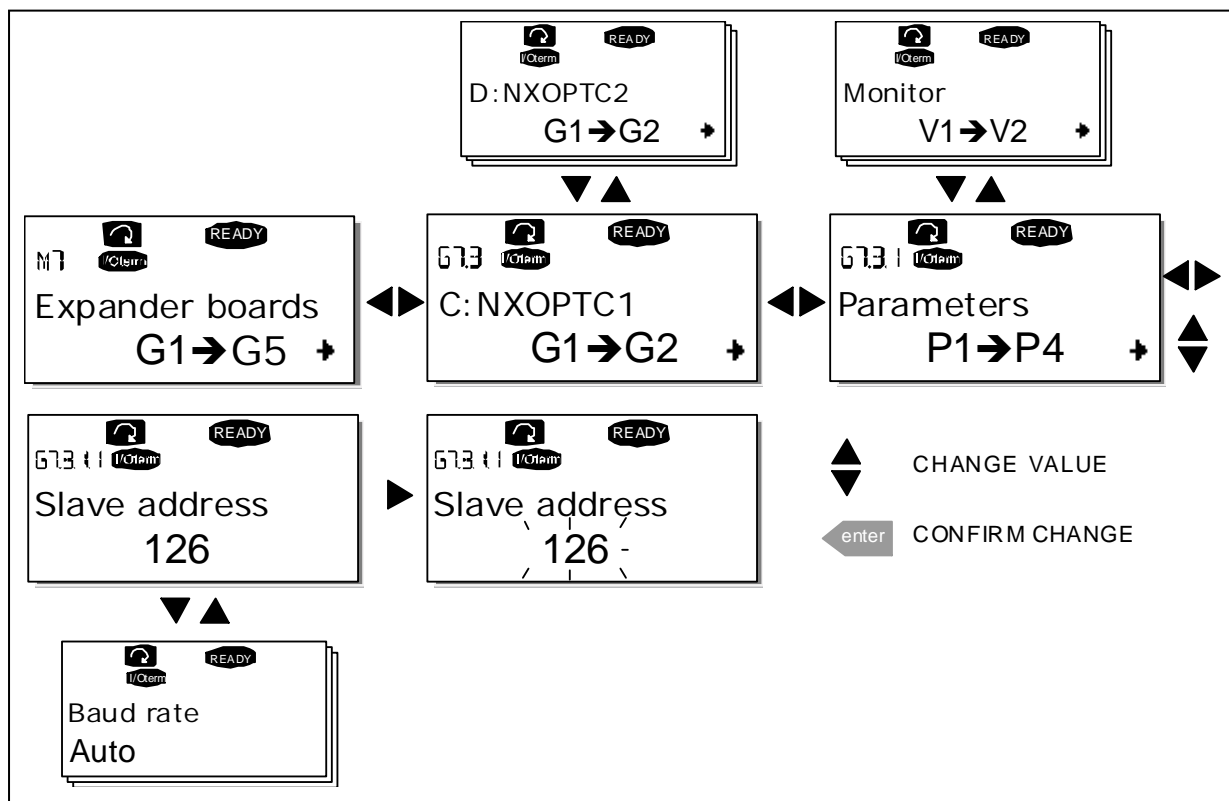 READY
I/Oterm
D:NXOPTC2
G1➔G2
READY
I/Oterm
Monitor
V1➔V2
READY
M7 I/Oterm
Expander boards
G1➔G5
READY
G7.3 I/Oterm
C:NXOPTC1
G1➔G2
READY
G7.3.1 I/Oterm
Parameters
P1➔P4
READY
G7.3.1.1 I/Oterm
Slave address
126
READY
G7.3.1.1 I/Oterm
Slave address
126
CHANGE VALUE
enter CONFIRM CHANGE
READY
I/Oterm
Baud rate
Auto